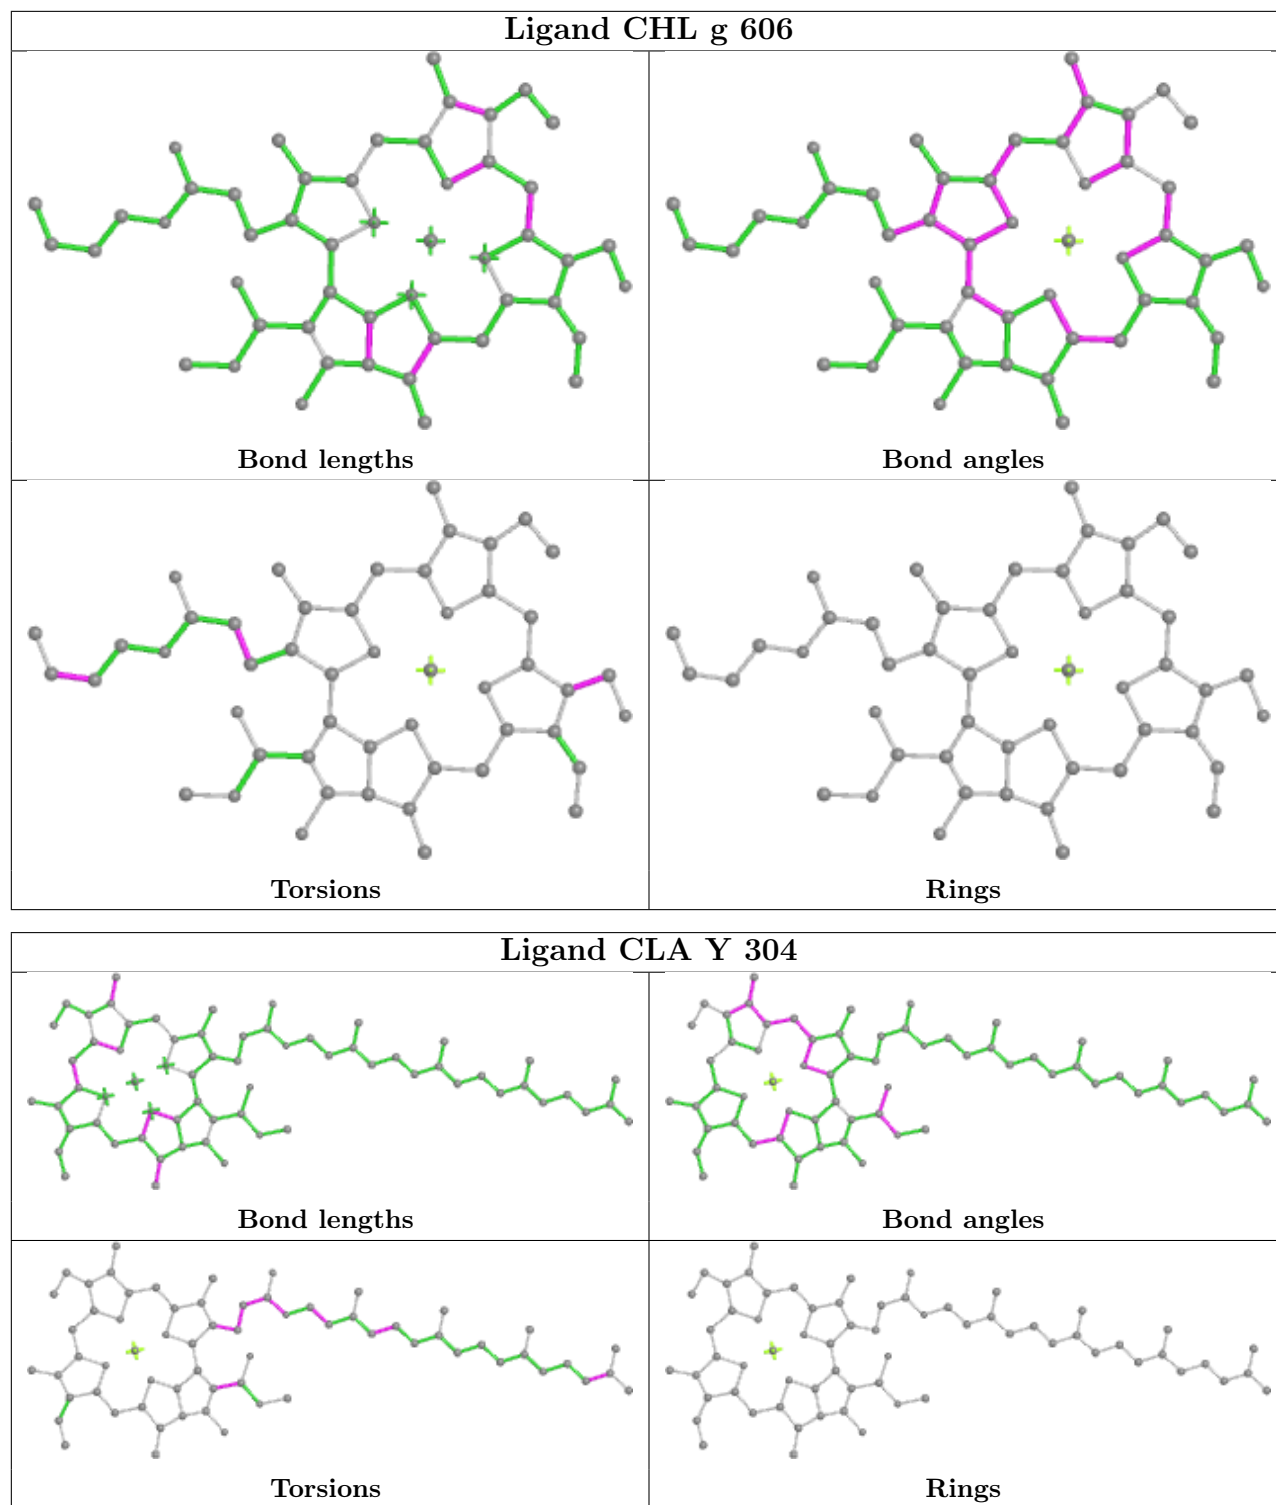 Ligand CHL g 606
Bond lengths
Bond angles
Torsions
Rings
Ligand CLA Y 304
Bond lengths
Bond angles
Torsions
Rings